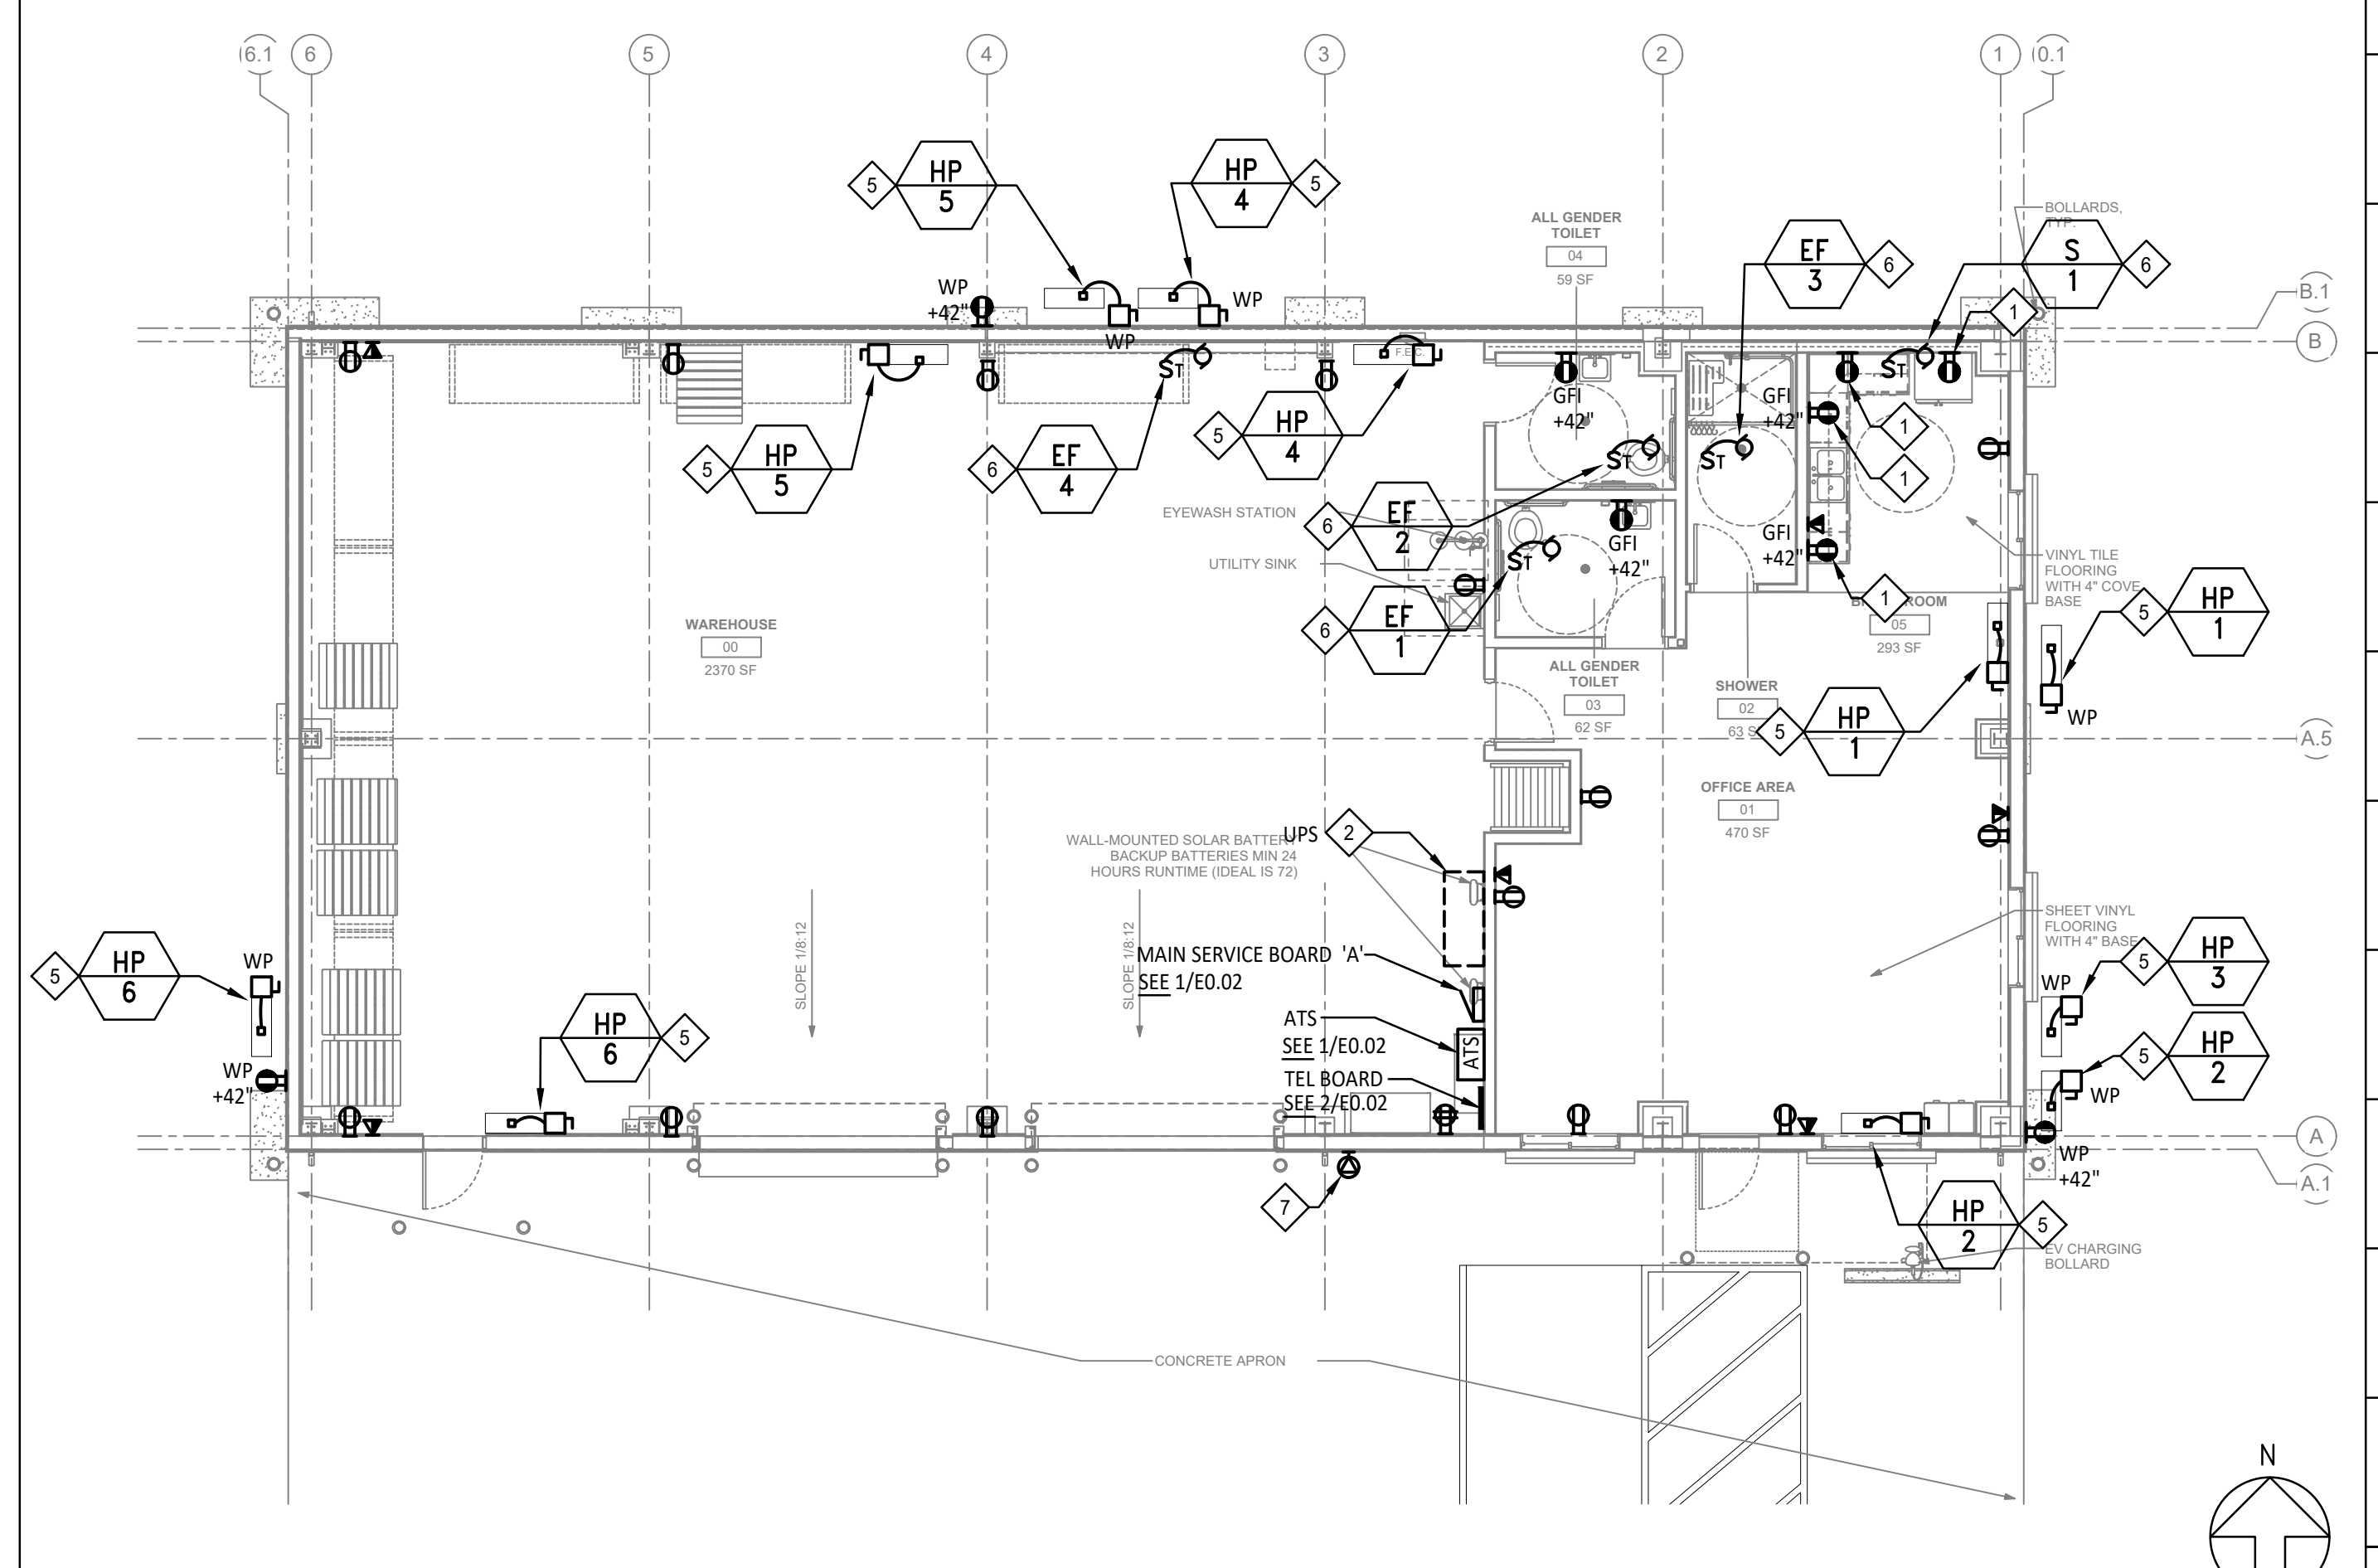 6.1
6
5
4
3
2
1
0.1
HP
5
5
HP
4
5
ALL GENDER
TOILET
04
59 SF
EF
3
6
BOLLARDS,
TYP.
S
1
6
B.1
B
1
WP
+42"
WP
WP
ST
F.E.C.
GFI
+42"
GFI
+42"
ST
1
1
5
HP
5
6
EF
4
5
HP
4
ST
ST
EYEWASH STATION
6
EF
2
UTILITY SINK
ST
GFI
+42"
GFI
+42"
VINYL TILE
FLOORING
WITH 4" COVE
BASE
1
05
293 SF
6
EF
1
5
HP
1
WP
WAREHOUSE
00
2370 SF
ALL GENDER
TOILET
03
62 SF
SHOWER
02
63 S
5
HP
1
A.5
OFFICE AREA
01
470 SF
UPS
2
WALL-MOUNTED SOLAR BATTERY
BACKUP BATTERIES MIN 24
HOURS RUNTIME (IDEAL IS 72)
SLOPE 1/8:12
SLOPE 1/8:12
MAIN SERVICE BOARD 'A'
SEE 1/E0.02
ATS
SEE 1/E0.02
ATS
TEL BOARD
SEE 2/E0.02
SHEET VINYL
FLOORING
WITH 4" BASE
5
HP
3
WP
5
HP
2
WP
5
HP
6
WP
WP
+42"
HP
6
5
A
WP
+42"
A.1
7
HP
2
5
EV CHARGING
BOLLARD
CONCRETE APRON
N